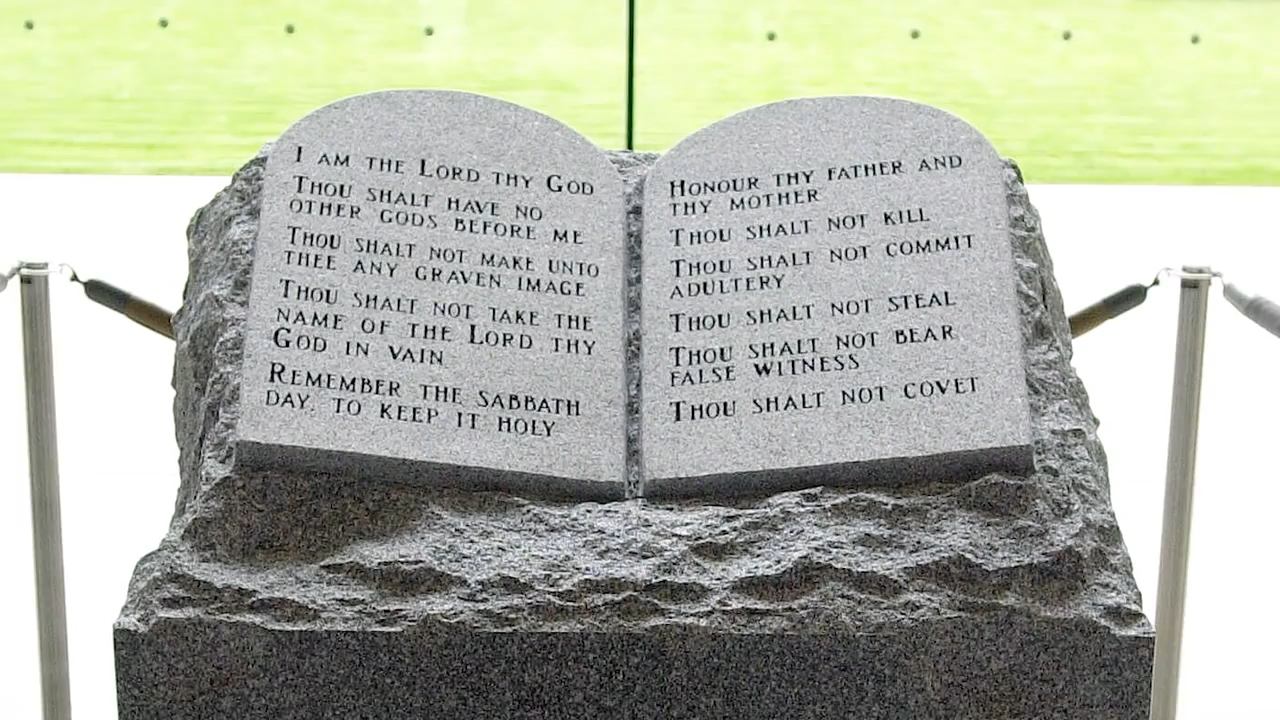 I AM THE LORD THY GOD
THOU SHALT HAVE NO
OTHER GODS BEFORE ME
THOU SHALT NOT MAKE UNTO
THEE ANY GRAVEN IMAGE
THOU SHALT NOT TAKE THE
NAME OF THE LORD THY
GOD IN VAIN
REMEMBER THE SABBATH
DAY, TO KEEP IT HOLY
HONOUR THY FATHER AND
THY MOTHER
THOU SHALT NOT KILL
THOU SHALT NOT COMMIT
ADULTERY
THOU SHALT NOT STEAL
THOU SHALT NOT BEAR
FALSE WITNESS
THOU SHALT NOT COVET